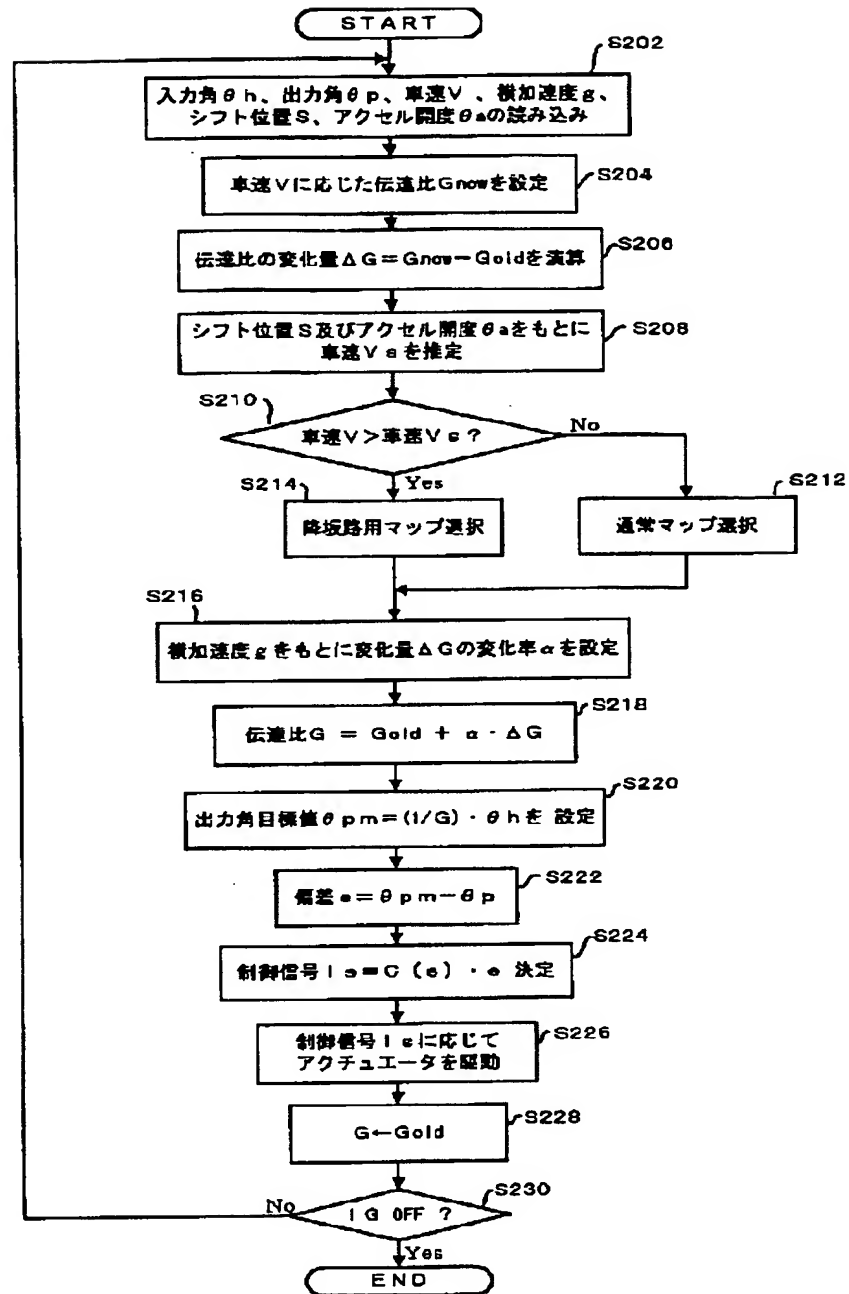 START
S202
入力角θh、出力角θp、車速V、横加速度g、
シフト位置S、アクセル開度θaの読み込み
車速Vに応じた伝達比Gnowを設定
S204
伝達比の変化量ΔG=Gnow-Goldを演算
S206
シフト位置S及びアクセル開度θaをもとに
車速Vsを推定
S208
S210
車速V>車速Vs?
No
Yes
S214
降坂路用マップ選択
S212
通常マップ選択
S216
横加速度gをもとに変化量ΔGの変化率αを設定
S218
伝達比G = Gold + α・ΔG
S220
出力角目標値θpm=(1/G)・θhを 設定
S222
偏差e=θpm-θp
S224
制御信号Is=C(s)・e 決定
S226
制御信号Isに応じて
アクチュエータを駆動
S228
G←Gold
S230
No
IG OFF ?
Yes
END